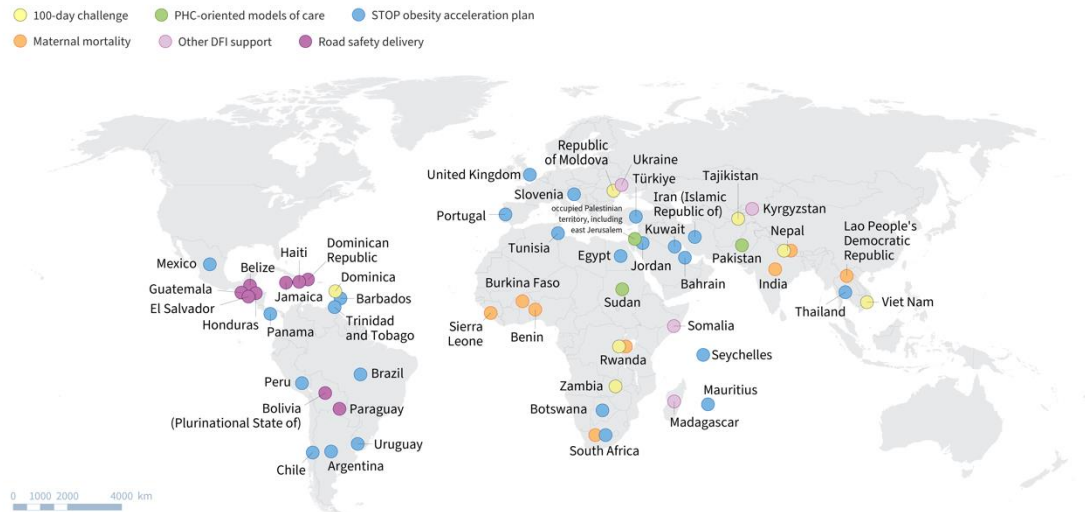 100-day challenge
PHC-oriented models of care
STOP obesity acceleration plan
Maternal mortality
Other DFI support
Road safety delivery
Republic
of Moldova
Ukraine
Türkiye
United Kingdom
Slovenia
Portugal
occupied Palestinian
territory, including
east Jerusalem
Iran (Islamic
Republic of)
Tajikistan
Kyrgyzstan
Kuwait
Nepal
Lao People's
Democratic
Republic
Tunisia
Egypt
Jordan
Pakistan
Bahrain
India
Mexico
Belize
Haiti
Dominican
Republic
Dominica
Guatemala
El Salvador
Jamaica
Barbados
Honduras
Panama
Trinidad
and Tobago
Burkina Faso
Sudan
Thailand
Viet Nam
Sierra
Leone
Benin
Somalia
Rwanda
Seychelles
Peru
Brazil
Zambia
Mauritius
Bolivia
(Plurinational State of)
Paraguay
Botswana
Madagascar
Uruguay
South Africa
Chile
Argentina
0 1000 2000 4000 km